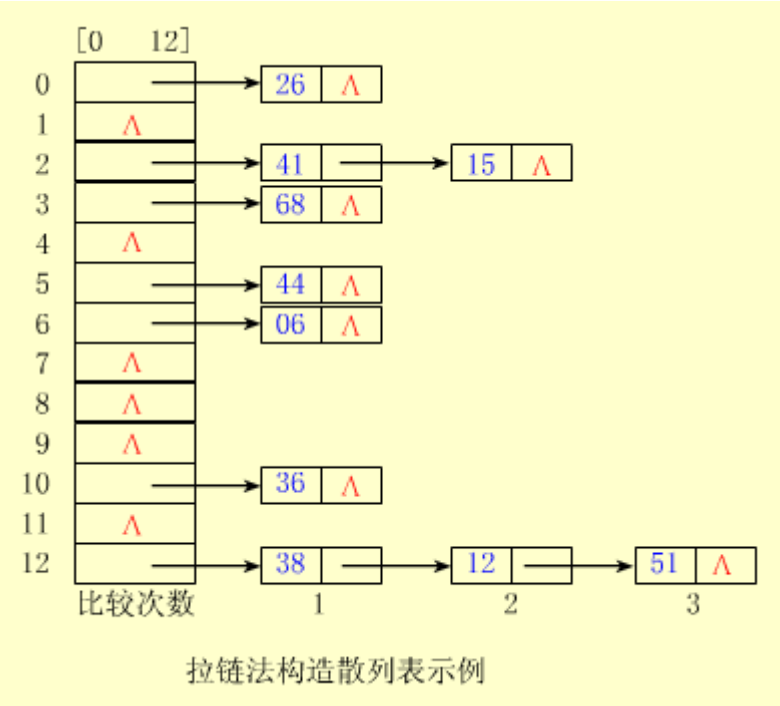 [0 12]
0 26 Λ
1 Λ
2 41 15 Λ
3 68 Λ
4 Λ
5 44 Λ
6 06 Λ
7 Λ
8 Λ
9 Λ
10 36 Λ
11 Λ
12 38 12 51 Λ
比较次数 1 2 3
拉链法构造散列表示例